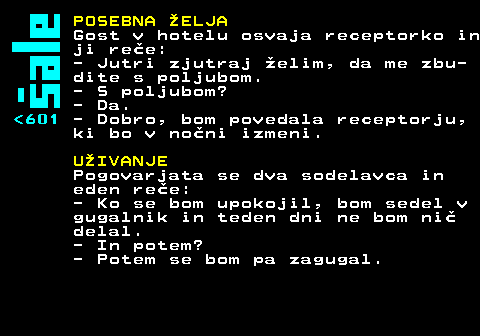 šale
<601
POSEBNA ŽELJA
Gost v hotelu osvaja receptorko in
ji reče:
- Jutri zjutraj želim, da me zbu-
dite s poljubom.
- S poljubom?
- Da.
- Dobro, bom povedala receptorju,
ki bo v nočni izmeni.
UŽIVANJE
Pogovarjata se dva sodelavca in
eden reče:
- Ko se bom upokojil, bom sedel v
gugalnik in teden dni ne bom nič
delal.
- In potem?
- Potem se bom pa zagugal.